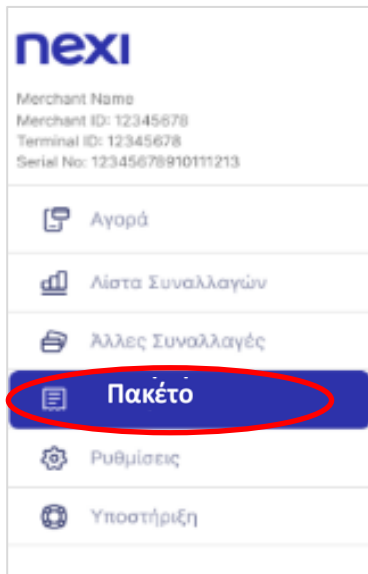 nexi
Merchant Name
Merchant ID: 12345678
Terminal ID: 12345678
Serial No: 12345678910111213
Αγορά
Λίστα Συναλλαγών
Άλλες Συναλλαγές
Πακέτο
Ρυθμίσεις
Υποστήριξη